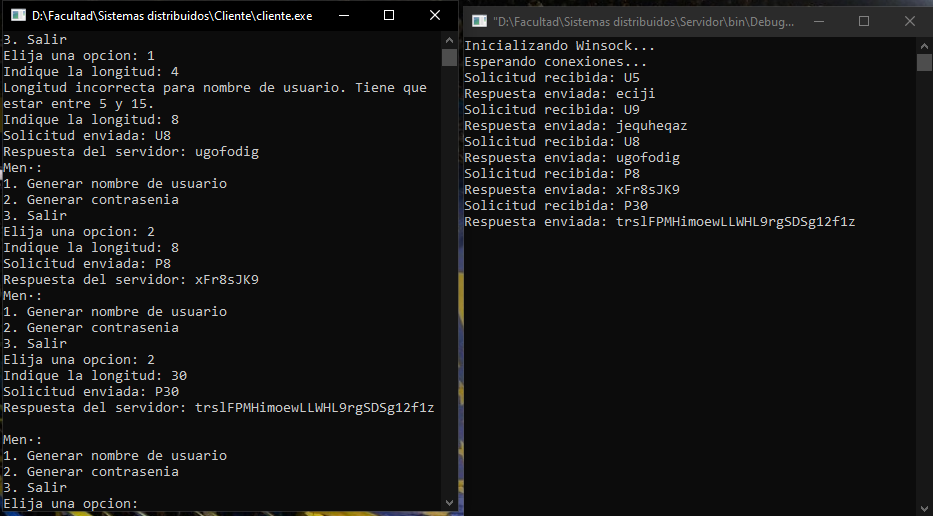 D:\Facultad\Sistemas distribuidos\Cliente\cliente.exe
3. Salir
Elija una opcion: 1
Indique la longitud: 4
Longitud incorrecta para nombre de usuario. Tiene que
estar entre 5 y 15.
Indique la longitud: 8
Solicitud enviada: U8
Respuesta del servidor: ugofodig
Men·:
1. Generar nombre de usuario
2. Generar contrasenia
3. Salir
Elija una opcion: 2
Indique la longitud: 8
Solicitud enviada: P8
Respuesta del servidor: xFr8sJK9
Men·:
1. Generar nombre de usuario
2. Generar contrasenia
3. Salir
Elija una opcion: 2
Indique la longitud: 30
Solicitud enviada: P30
Respuesta del servidor: trslFPMHimoewLLWHL9rgSDSg12f1z
Men·:
1. Generar nombre de usuario
2. Generar contrasenia
3. Salir
Elija una opcion:
"D:\Facultad\Sistemas distribuidos\Servidor\bin\Debug...
Inicializando Winsock...
Esperando conexiones...
Solicitud recibida: U5
Respuesta enviada: eciji
Solicitud recibida: U9
Respuesta enviada: jequheqaz
Solicitud recibida: U8
Respuesta enviada: ugofodig
Solicitud recibida: P8
Respuesta enviada: xFr8sJK9
Solicitud recibida: P30
Respuesta enviada: trslFPMHimoewLLWHL9rgSDSg12f1z